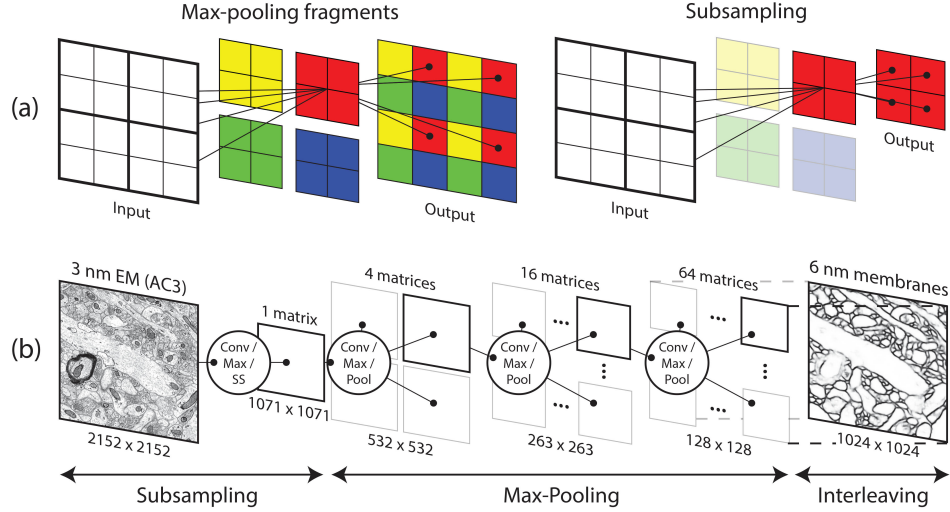 Max-pooling fragments
Subsampling
(a)
Input
Output
Input
Output
(b)
3 nm EM (AC3)
1 matrix
4 matrices
16 matrices
64 matrices
6 nm membranes
Conv /
Max /
SS
Conv /
Max /
Pool
Conv /
Max /
Pool
Conv /
Max /
Pool
2152 x 2152
1071 x 1071
532 x 532
263 x 263
128 x 128
1024 x 1024
Subsampling
Max-Pooling
Interleaving